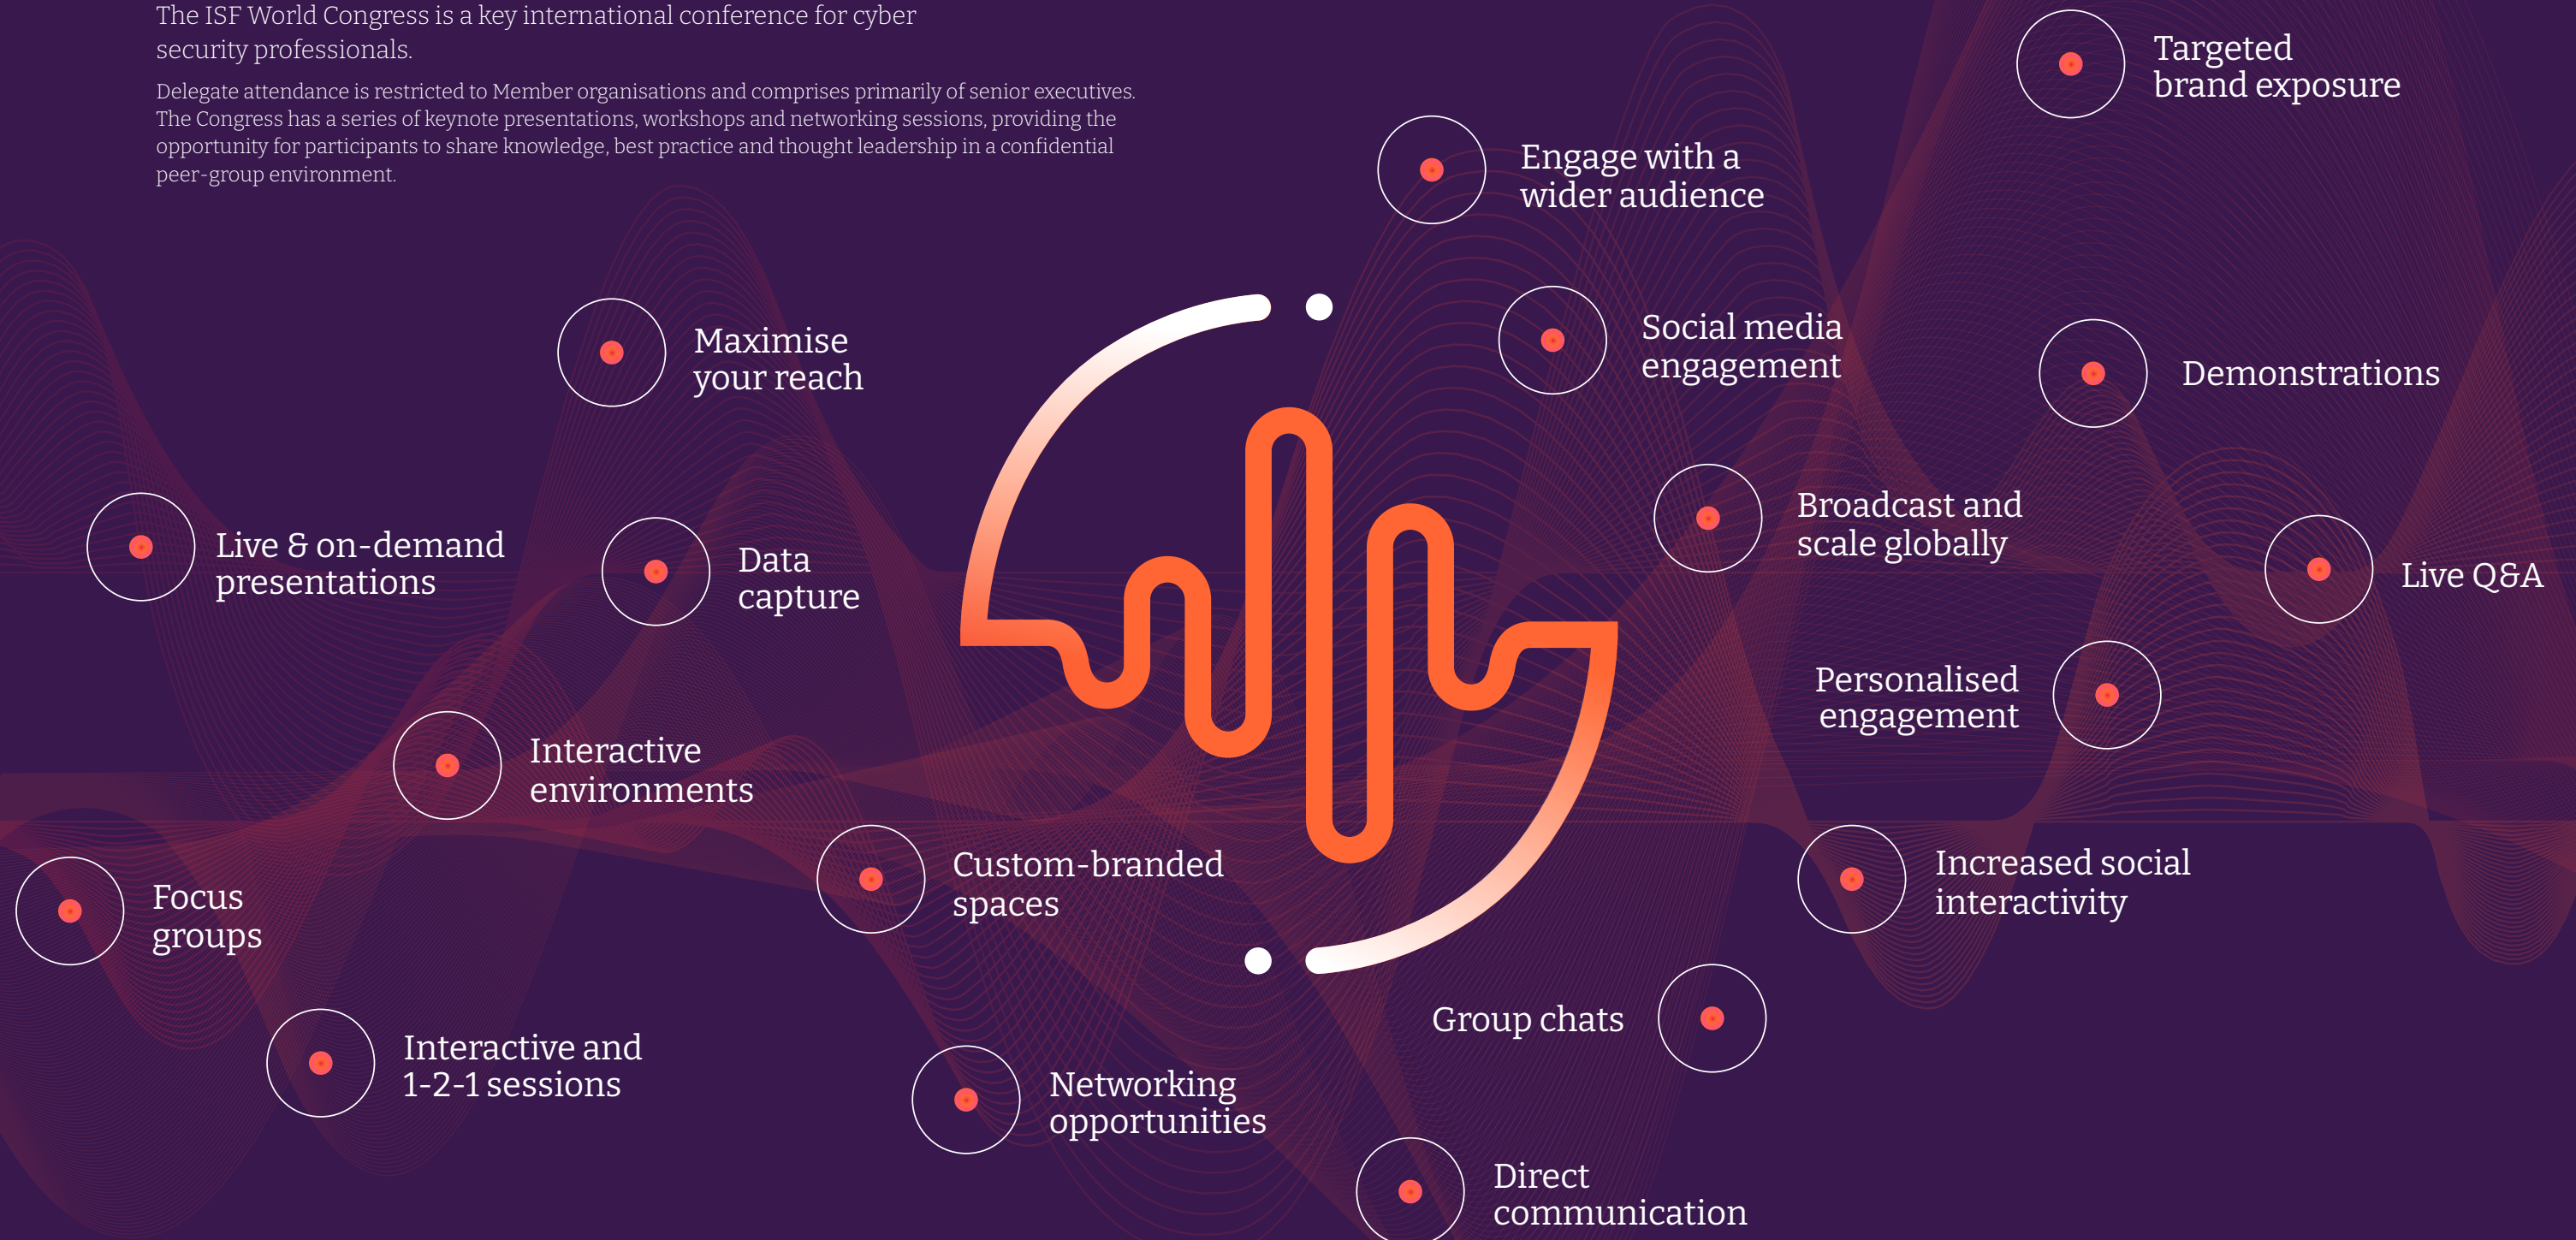 The ISF World Congress is a key international conference for cyber
security professionals.
Delegate attendance is restricted to Member organisations and comprises primarily of senior executives.
The Congress has a series of keynote presentations, workshops and networking sessions, providing the
opportunity for participants to share knowledge, best practice and thought leadership in a confidential
peer-group environment.
Targeted
brand exposure
Engage with a
wider audience
Maximise
your reach
Social media
engagement
Demonstrations
Live & on-demand
presentations
Data
capture
Broadcast and
scale globally
Live Q&A
Personalised
engagement
Interactive
environments
Custom-branded
spaces
Increased social
interactivity
Focus
groups
Interactive and
1-2-1 sessions
Group chats
Networking
opportunities
Direct
communication